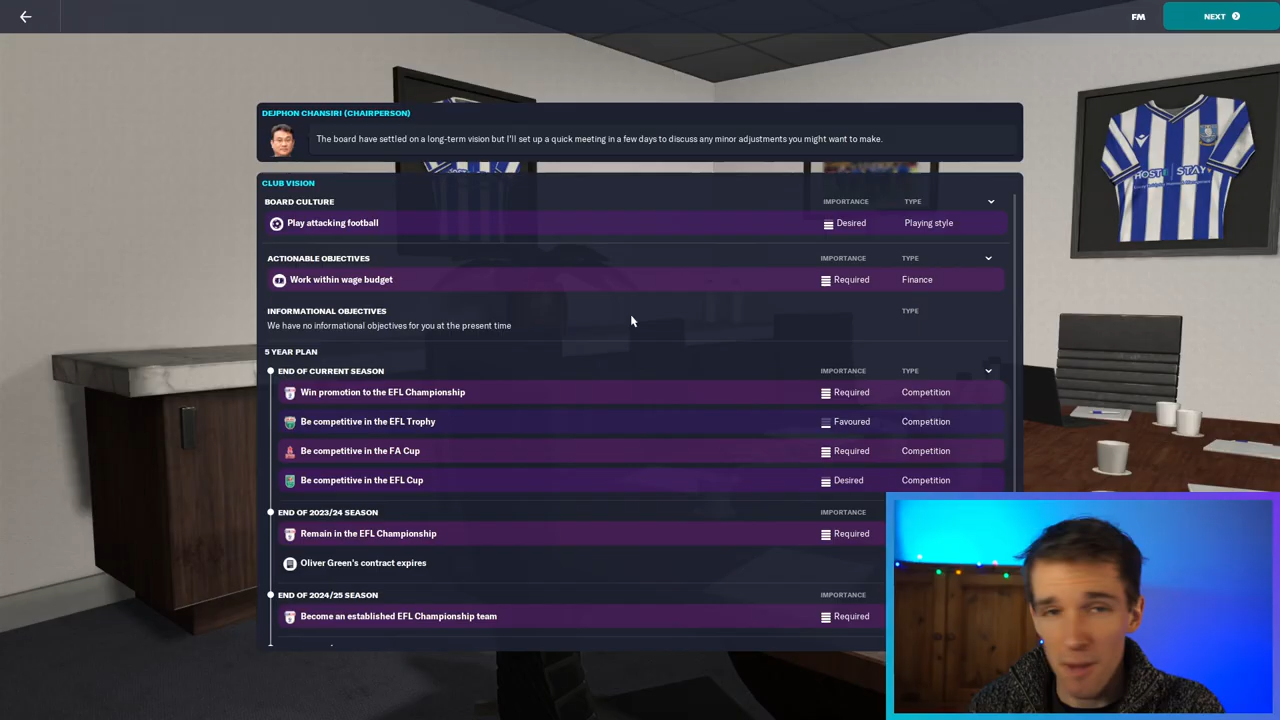 FM
NEXT
DEJPHON CHANSIRI (CHAIRPERSON)
The board have settled on a long-term vision but I'll set up a quick meeting in a few days to discuss any minor adjustments you might want to make.
CLUB VISION
BOARD CULTURE IMPORTANCE TYPE
Play attacking football Desired Playing style
ACTIONABLE OBJECTIVES IMPORTANCE TYPE
Work within wage budget Required Finance
INFORMATIONAL OBJECTIVES TYPE
We have no informational objectives for you at the present time
5 YEAR PLAN
END OF CURRENT SEASON IMPORTANCE TYPE
Win promotion to the EFL Championship Required Competition
Be competitive in the EFL Trophy Favoured Competition
Be competitive in the FA Cup Required Competition
Be competitive in the EFL Cup Desired Competition
END OF 2023/24 SEASON IMPORTANCE
Remain in the EFL Championship Required
Oliver Green's contract expires
END OF 2024/25 SEASON IMPORTANCE
Become an established EFL Championship team Required
HOST STAY